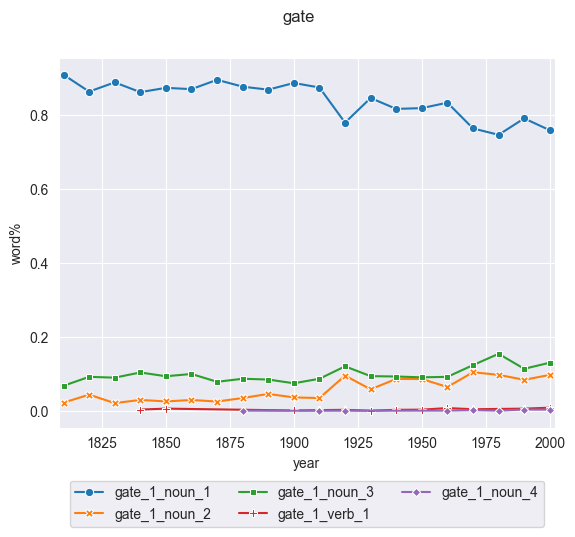 gate
0.8
0.6
0.4
0.2
0.0
word%
1825 1850 1875 1900 1925 1950 1975 2000
year
gate_1_noun_1 gate_1_noun_3 gate_1_noun_4
gate_1_noun_2 gate_1_verb_1